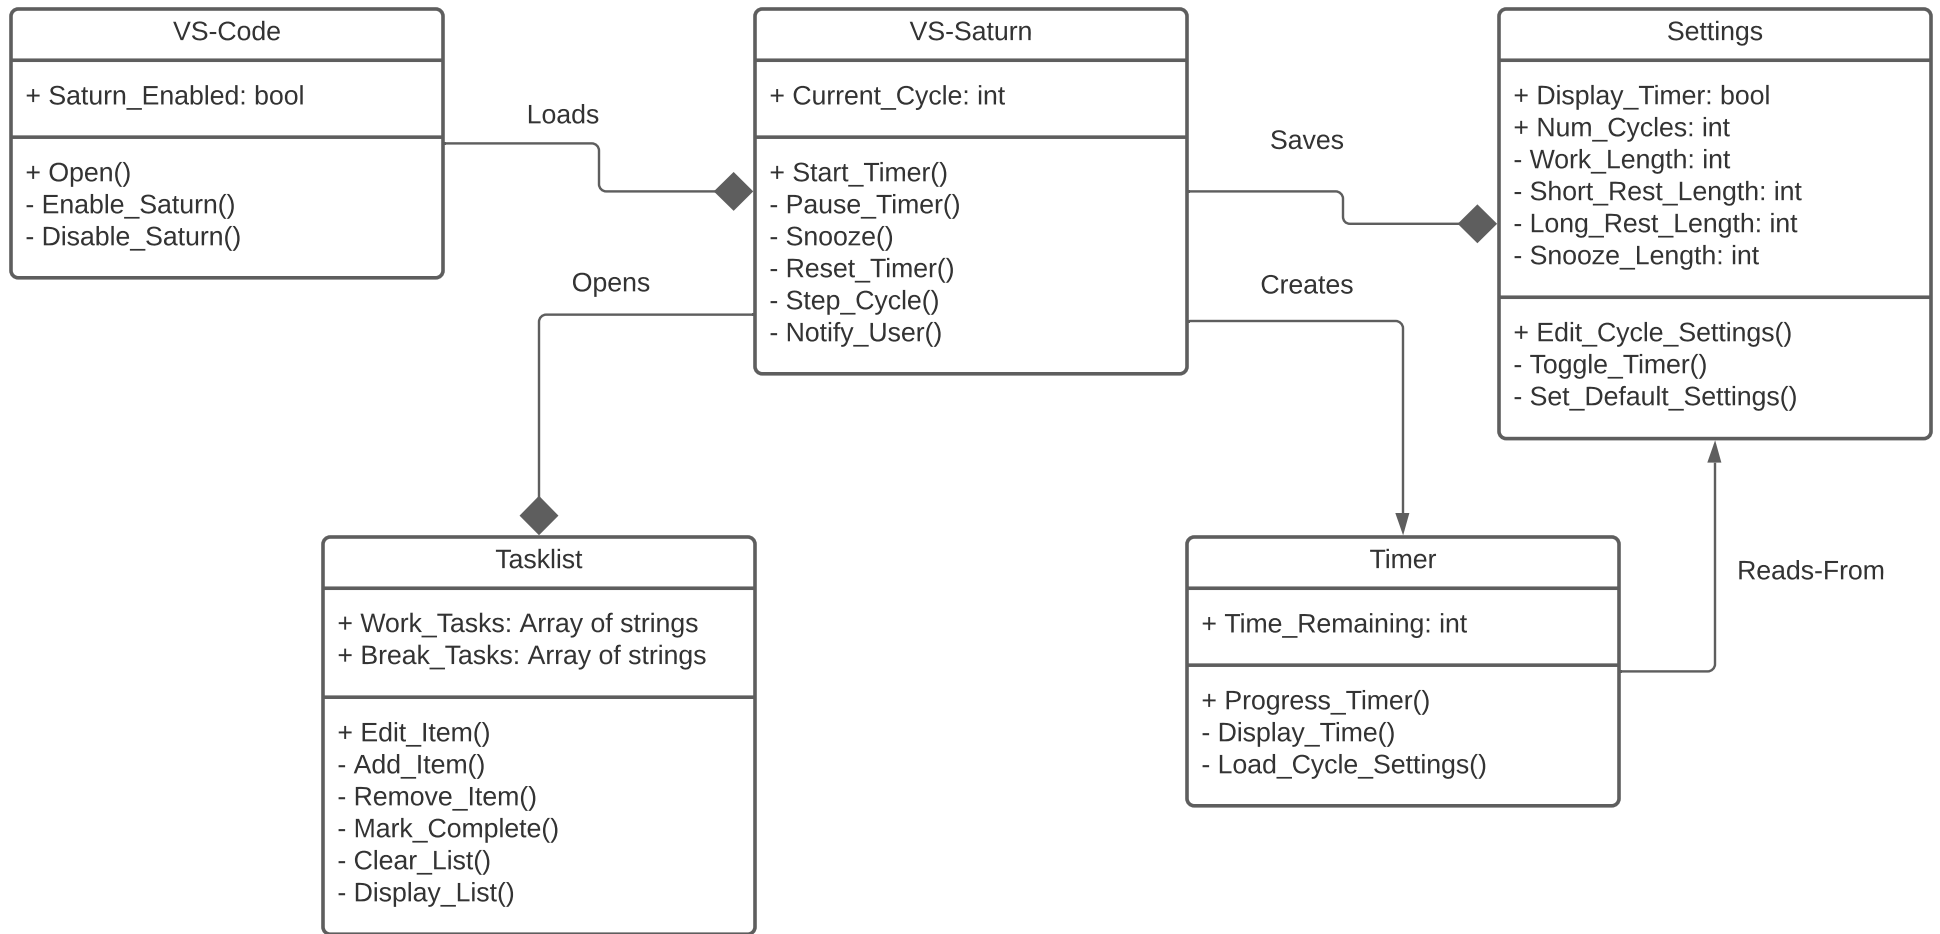 VS-Code
+ Saturn_Enabled: bool
+ Open()
- Enable_Saturn()
- Disable_Saturn()
Loads
VS-Saturn
+ Current_Cycle: int
+ Start_Timer()
- Pause_Timer()
- Snooze()
- Reset_Timer()
- Step_Cycle()
- Notify_User()
Saves
Settings
+ Display_Timer: bool
+ Num_Cycles: int
- Work_Length: int
- Short_Rest_Length: int
- Long_Rest_Length: int
- Snooze_Length: int
+ Edit_Cycle_Settings()
- Toggle_Timer()
- Set_Default_Settings()
Opens
Creates
Tasklist
+ Work_Tasks: Array of strings
+ Break_Tasks: Array of strings
+ Edit_Item()
- Add_Item()
- Remove_Item()
- Mark_Complete()
- Clear_List()
- Display_List()
Timer
+ Time_Remaining: int
+ Progress_Timer()
- Display_Time()
- Load_Cycle_Settings()
Reads-From